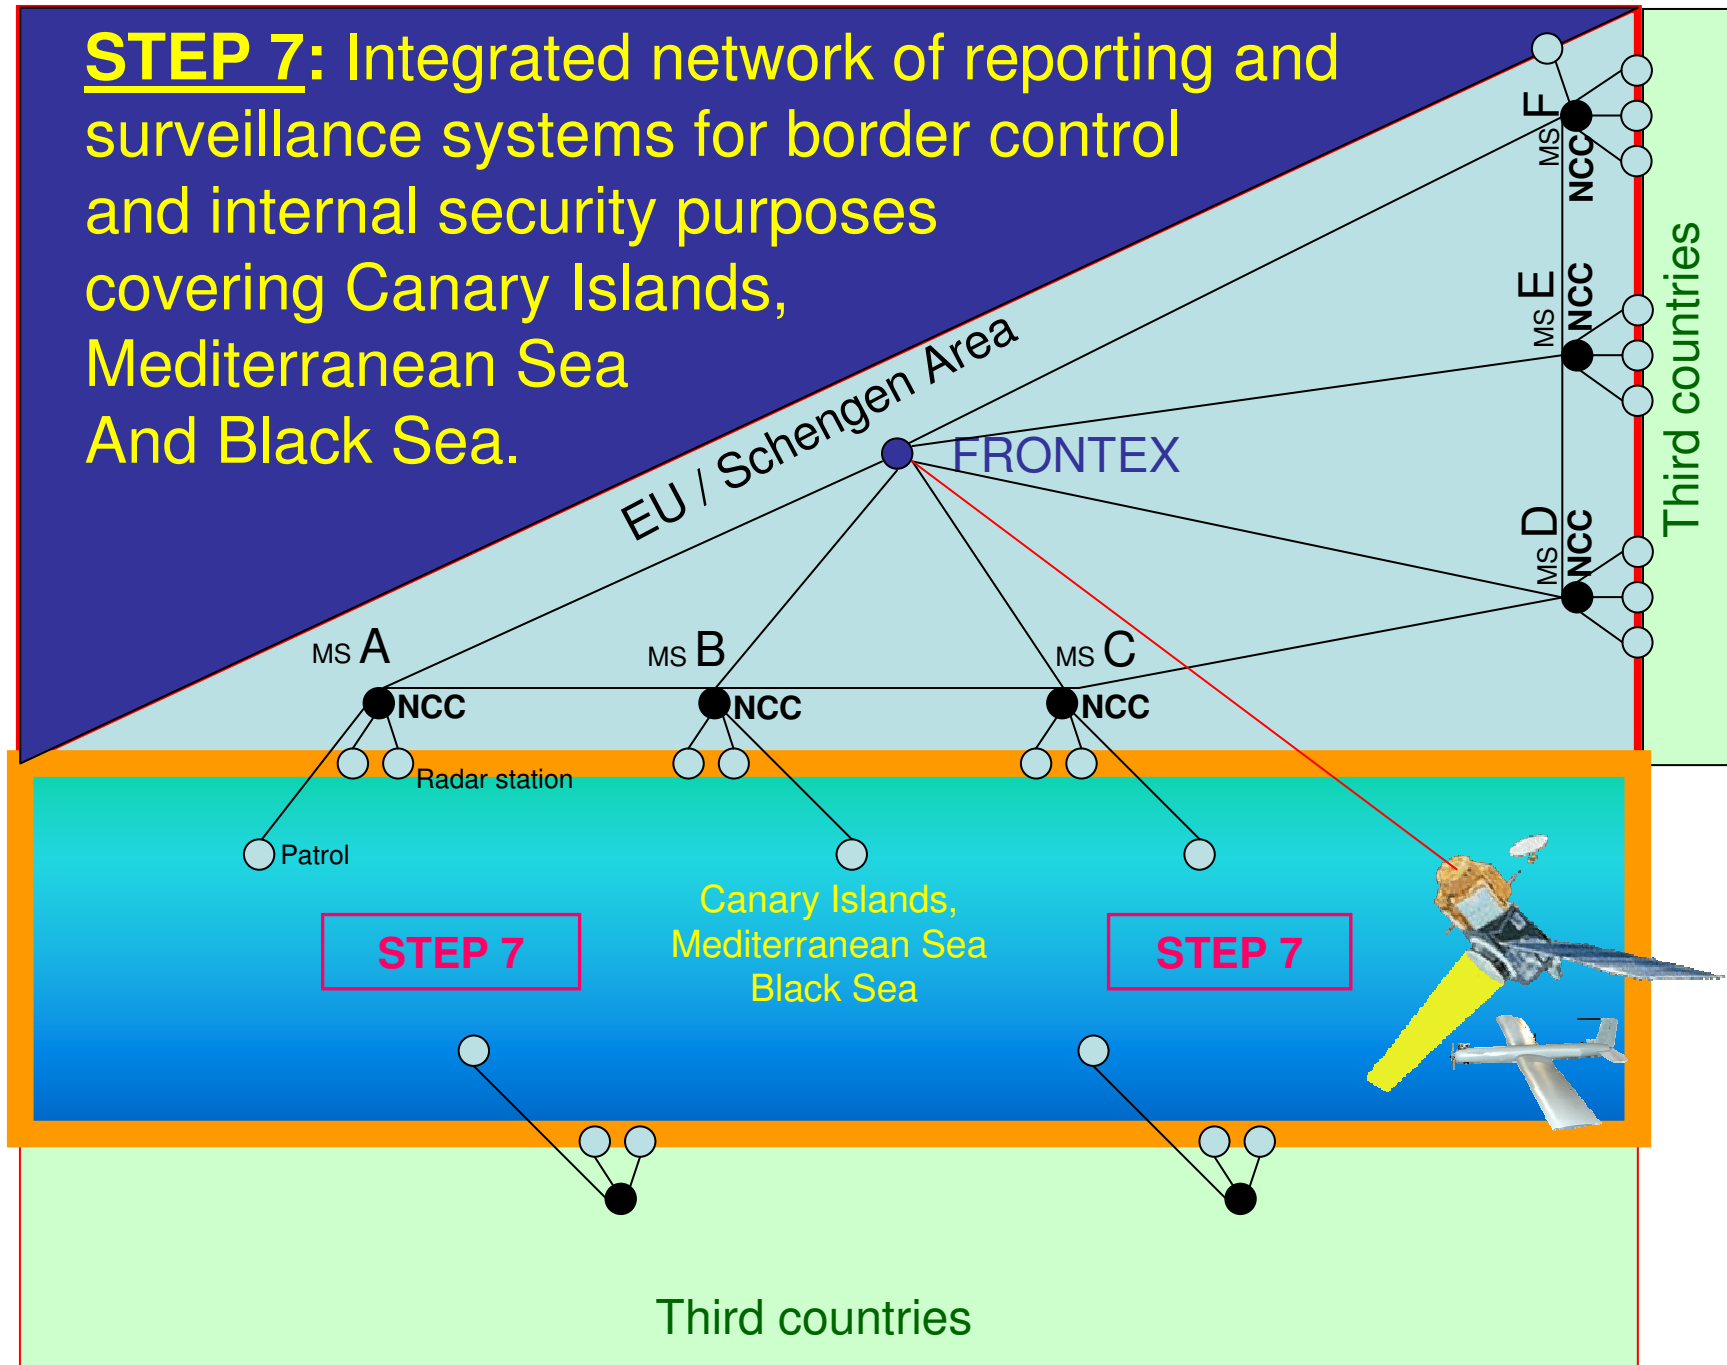 STEP 7: Integrated network of reporting and
surveillance systems for border control
and internal security purposes
covering Canary Islands,
Mediterranean Sea
And Black Sea.
EU / Schengen Area
FRONTEX
MS F
NCC
MS E
NCC
MS D
NCC
Third countries
MS A
NCC
MS B
NCC
MS C
NCC
Radar station
Patrol
Canary Islands,
Mediterranean Sea
Black Sea
STEP 7
STEP 7
Third countries